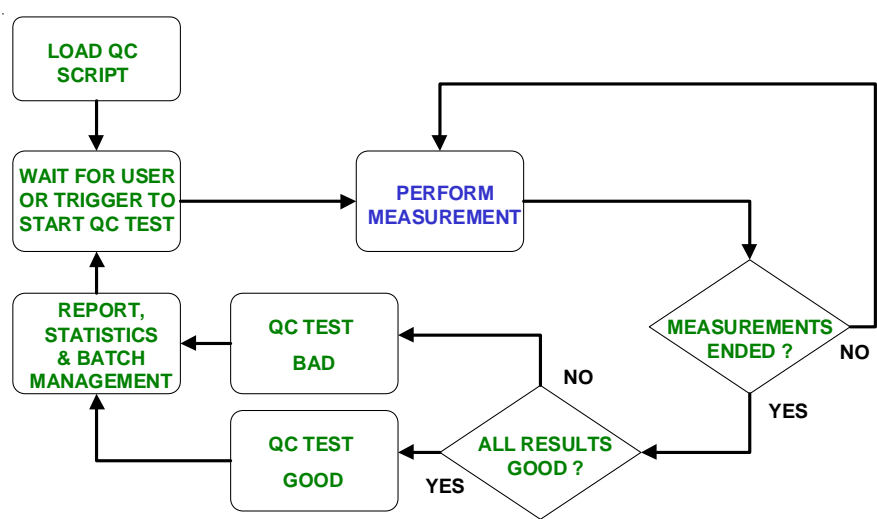 LOAD QC
SCRIPT
WAIT FOR USER
OR TRIGGER TO
START QC TEST
PERFORM
MEASUREMENT
MEASUREMENTS
ENDED ?
NO
YES
ALL RESULTS
GOOD ?
NO
YES
QC TEST
BAD
QC TEST
GOOD
REPORT,
STATISTICS
& BATCH
MANAGEMENT